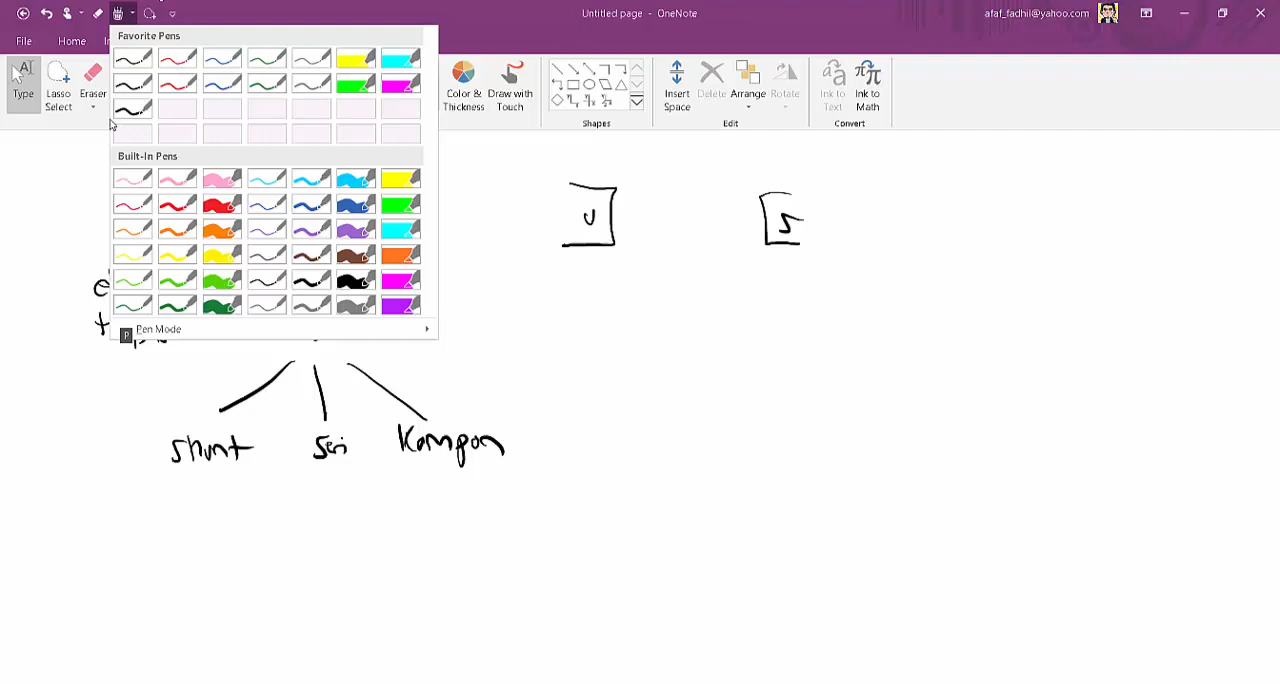 Untitled page - OneNote
afaf_fadhil@yahoo.com
File
Home
Favorite Pens
Type
Lasso Select
Eraser
Color & Thickness
Draw with Touch
Shapes
Insert Space
Delete
Arrange
Rotate
Edit
Ink to Text
Ink to Math
Convert
Built-In Pens
P
Pen Mode
U
S
e
t
Shunt
Seri
Kompon